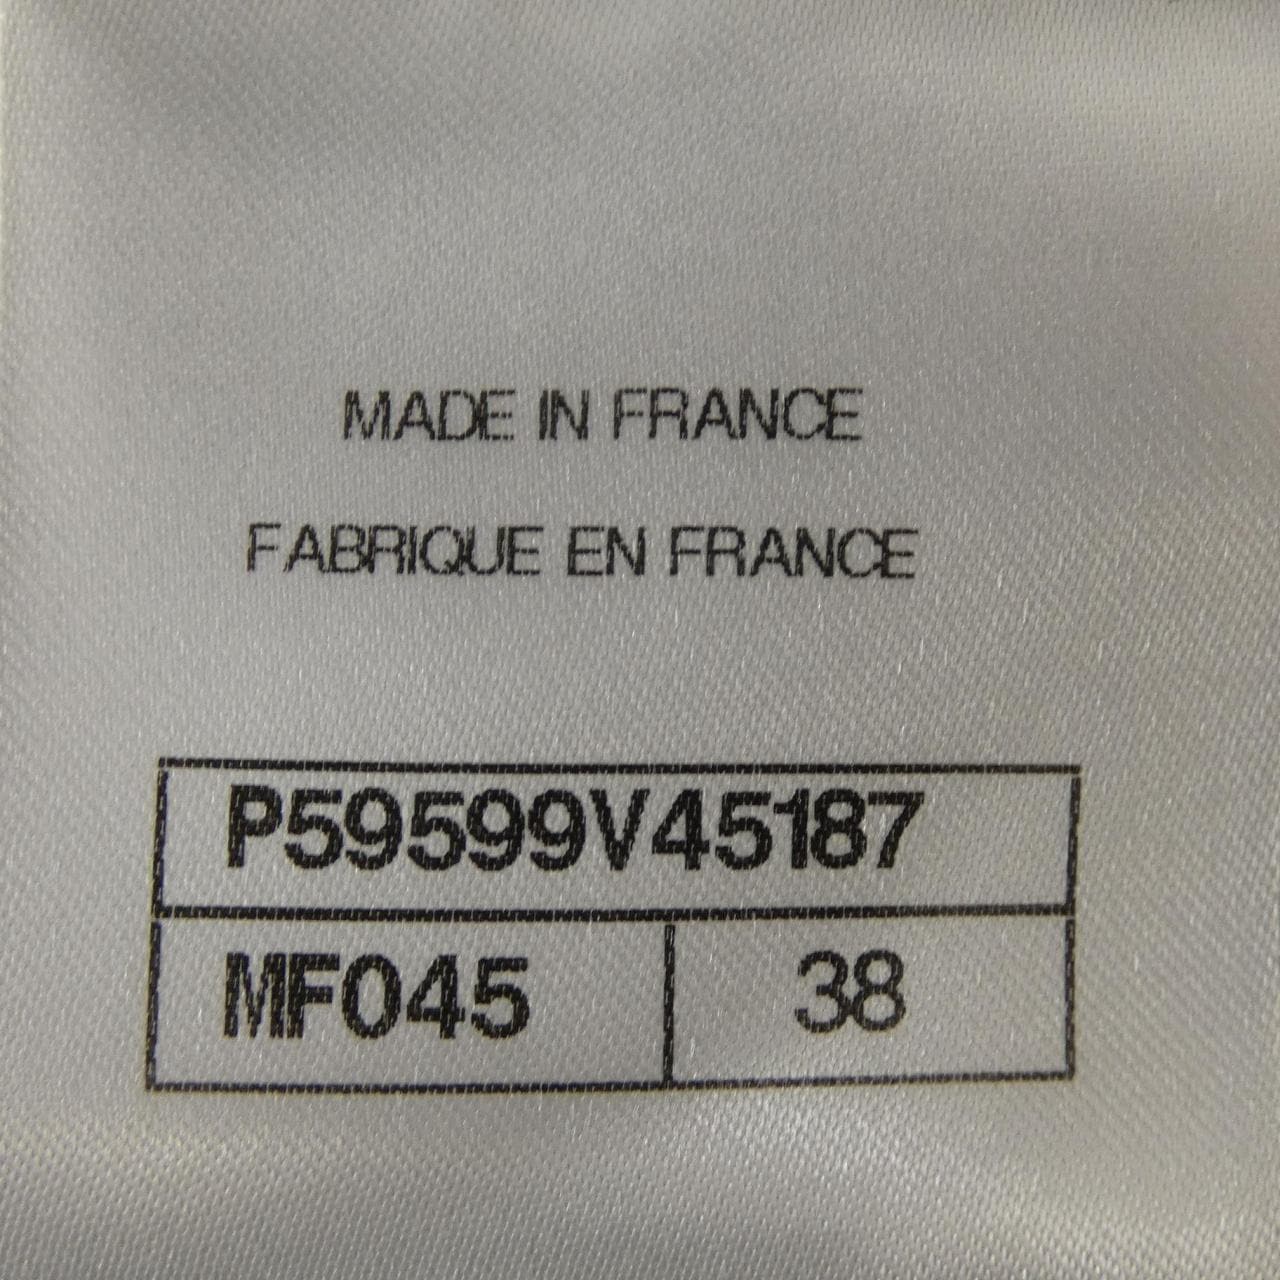 MADE IN FRANCE
FABRIQUE EN FRANCE
P59599V45187
MF045 38